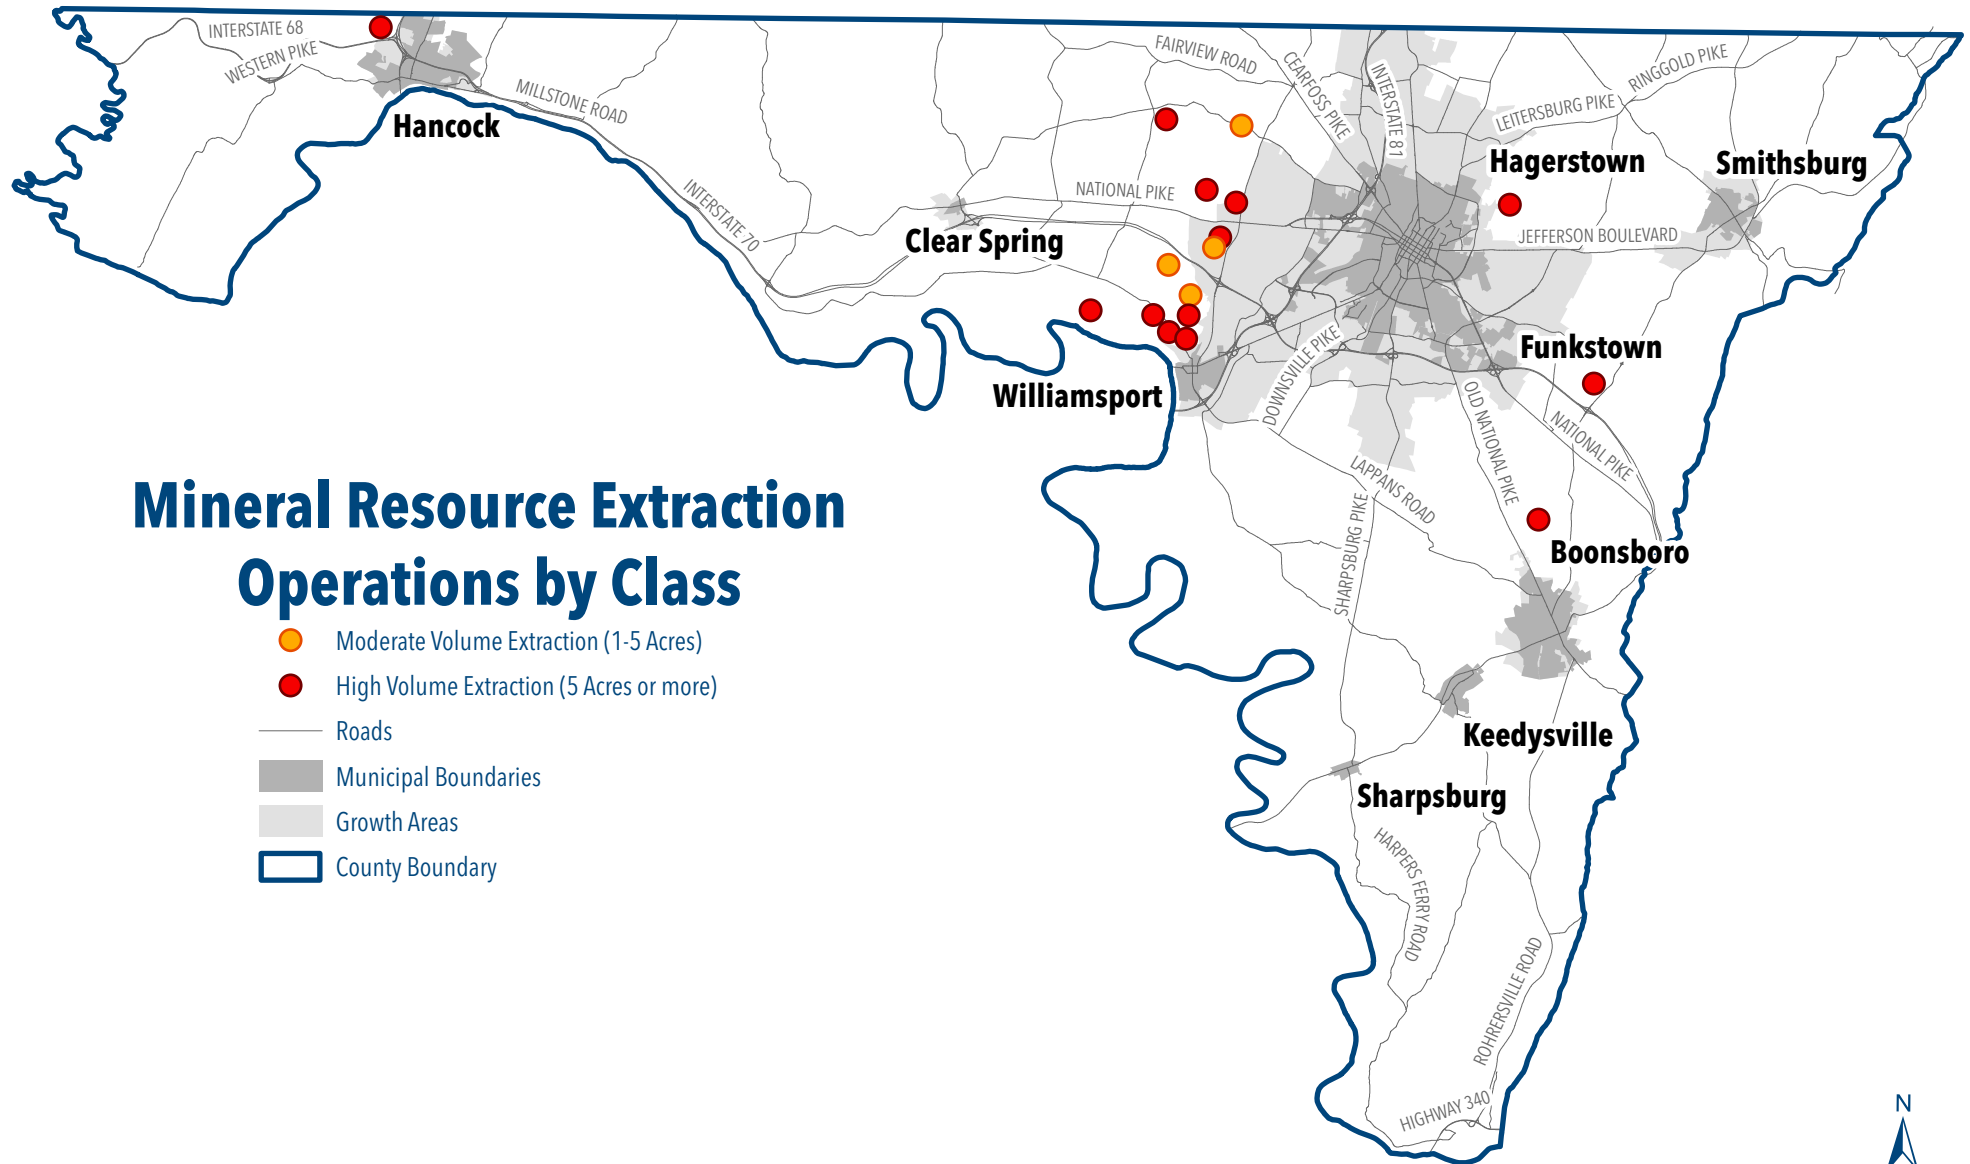 INTERSTATE 68
WESTERN PIKE
MILLSTONE ROAD
Hancock
INTERSTATE 70
FAIRVIEW ROAD
CEARFOSS PIKE
INTERSTATE 81
RINGGOLD PIKE
LEITERSBURG PIKE
Hagerstown
Smithsburg
NATIONAL PIKE
Clear Spring
JEFFERSON BOULEVARD
Funkstown
Williamsport
DOWNSVILLE PIKE
OLD NATIONAL PIKE
NATIONAL PIKE
LAPPANS ROAD
SHARPSBURG PIKE
Boonsboro
Mineral Resource Extraction
Operations by Class
Moderate Volume Extraction (1-5 Acres)
High Volume Extraction (5 Acres or more)
Roads
Municipal Boundaries
Growth Areas
County Boundary
Keedysville
Sharpsburg
HARPERS FERRY ROAD
ROHRERSVILLE ROAD
HIGHWAY 340
N